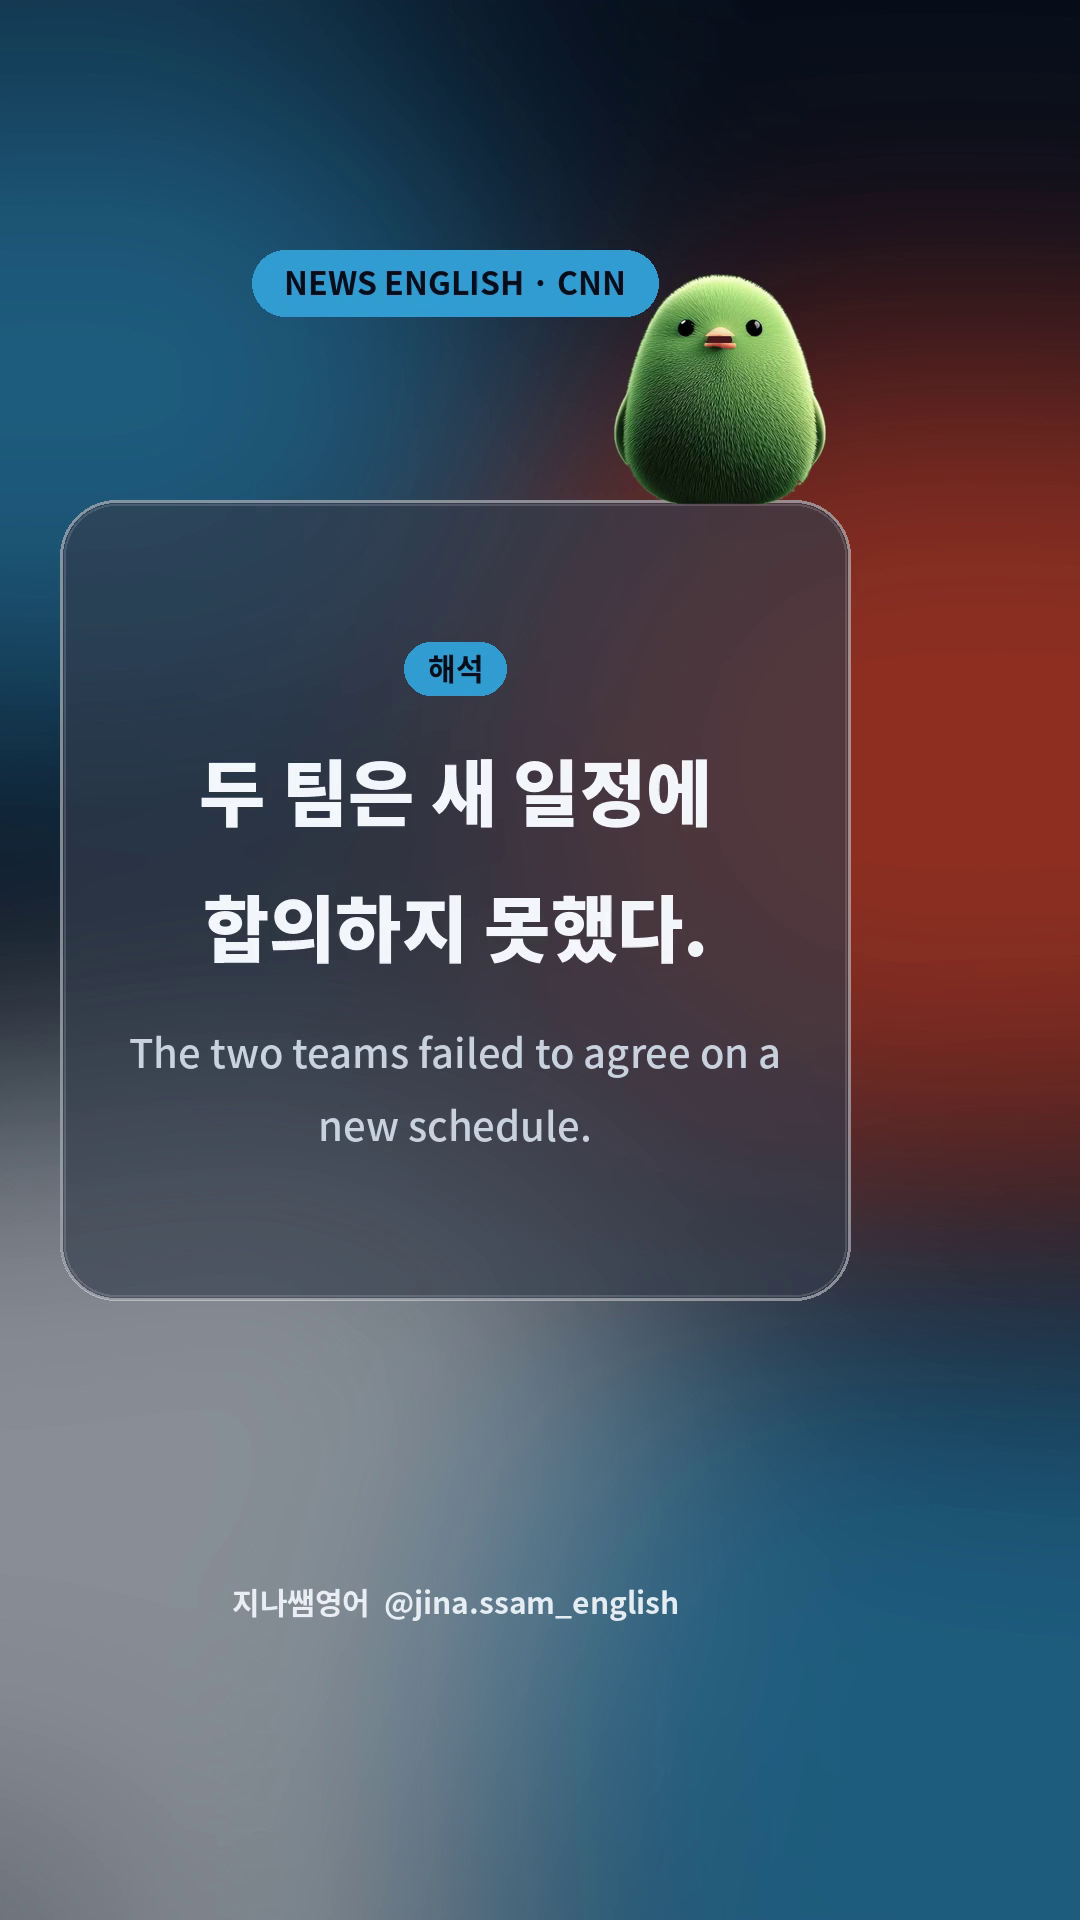 NEWS ENGLISH · CNN
해석
두 팀은 새 일정에
합의하지 못했다.
The two teams failed to agree on a
new schedule.
지나쌤영어 @jina.ssam_english